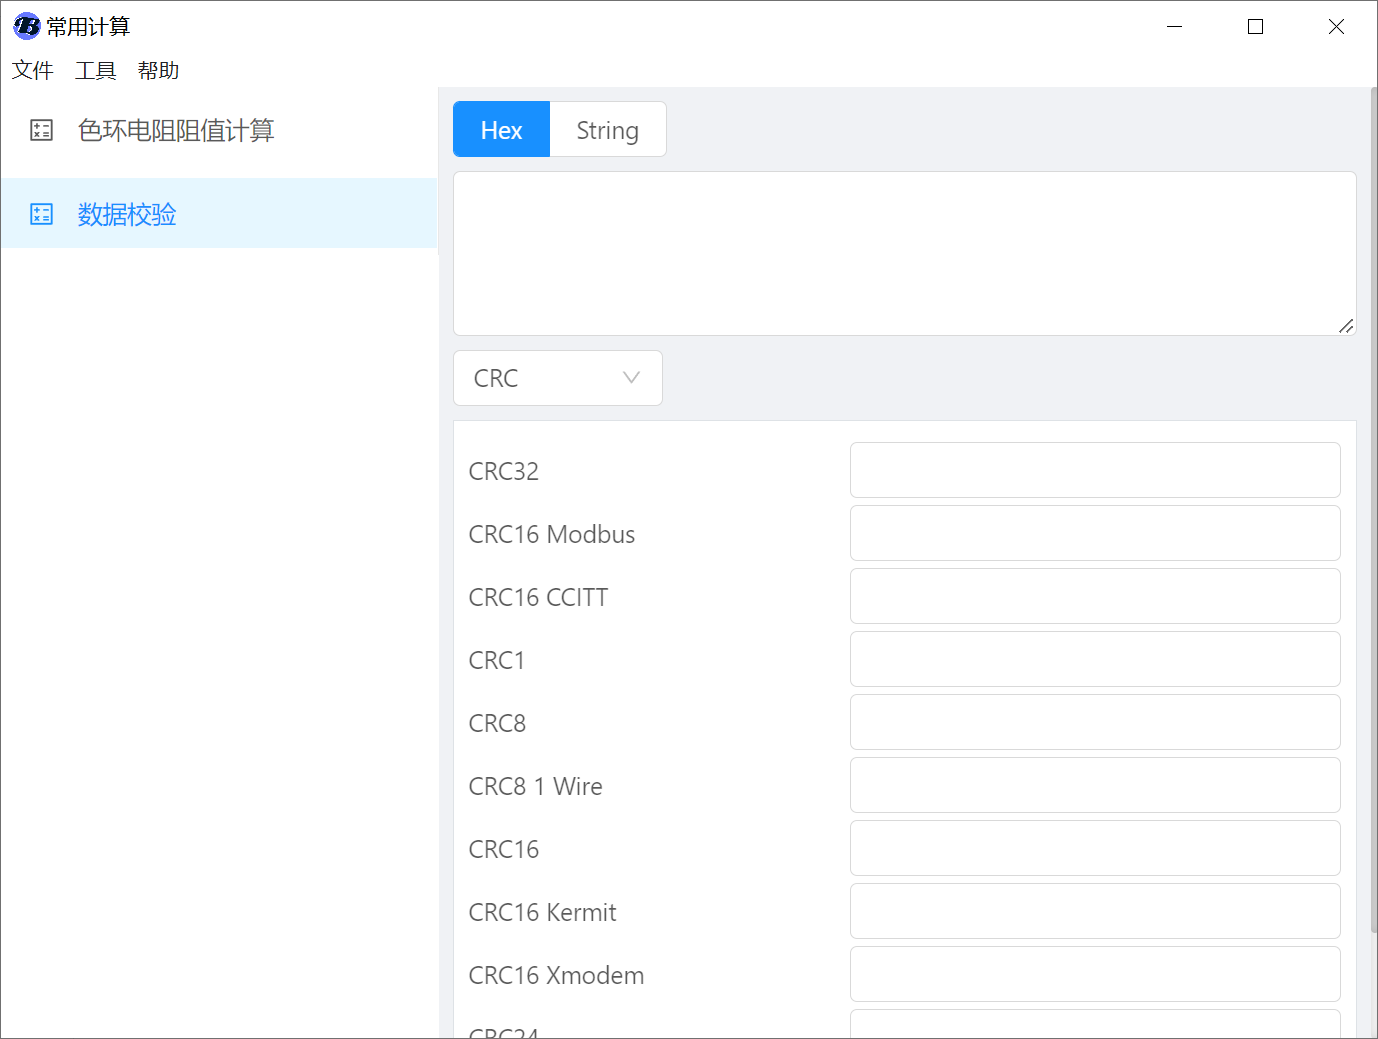 常用计算
文件 工具 帮助
色环电阻阻值计算
数据校验
Hex String
CRC
CRC32
CRC16 Modbus
CRC16 CCITT
CRC1
CRC8
CRC8 1 Wire
CRC16
CRC16 Kermit
CRC16 Xmodem
CRC24